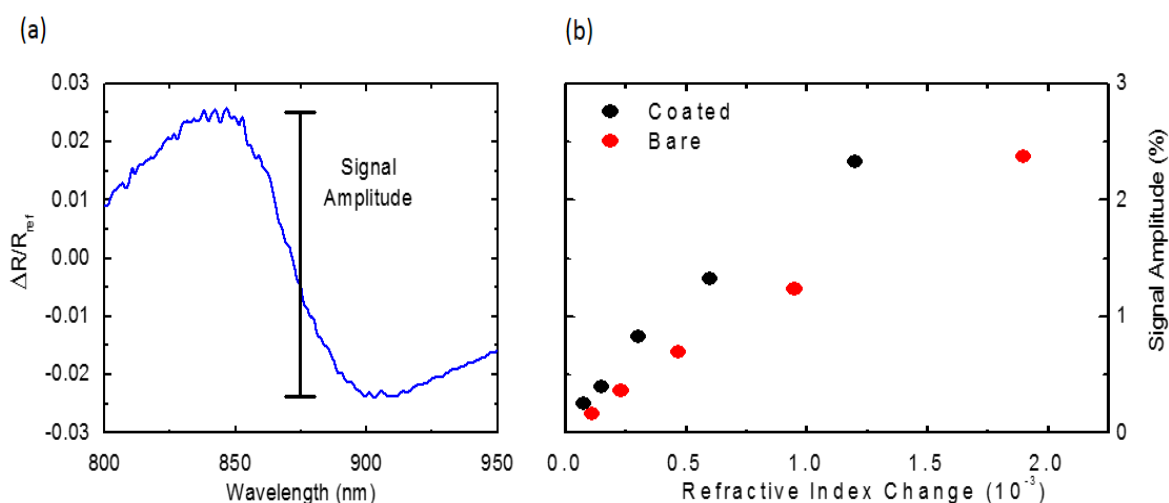 (a)
0.03
0.02
0.01
0.00
-0.01
-0.02
-0.03
ΔR/Rref
Signal
Amplitude
800 850 900 950
Wavelength (nm)
(b)
Coated
Bare
3
2
1
0
Signal Amplitude (%)
0.0 0.5 1.0 1.5 2.0
Refractive Index Change (10⁻³)